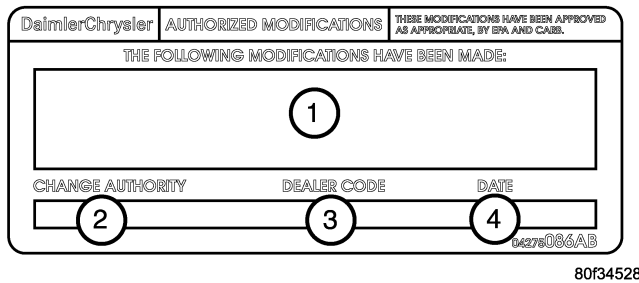 DaimlerChrysler AUTHORIZED MODIFICATIONS THESE MODIFICATIONS HAVE BEEN APPROVED
AS APPROPRIATE, BY EPA AND CARB.
THE FOLLOWING MODIFICATIONS HAVE BEEN MADE:
1
CHANGE AUTHORITY DEALER CODE DATE
2 3 4
04275086AB
80f34528